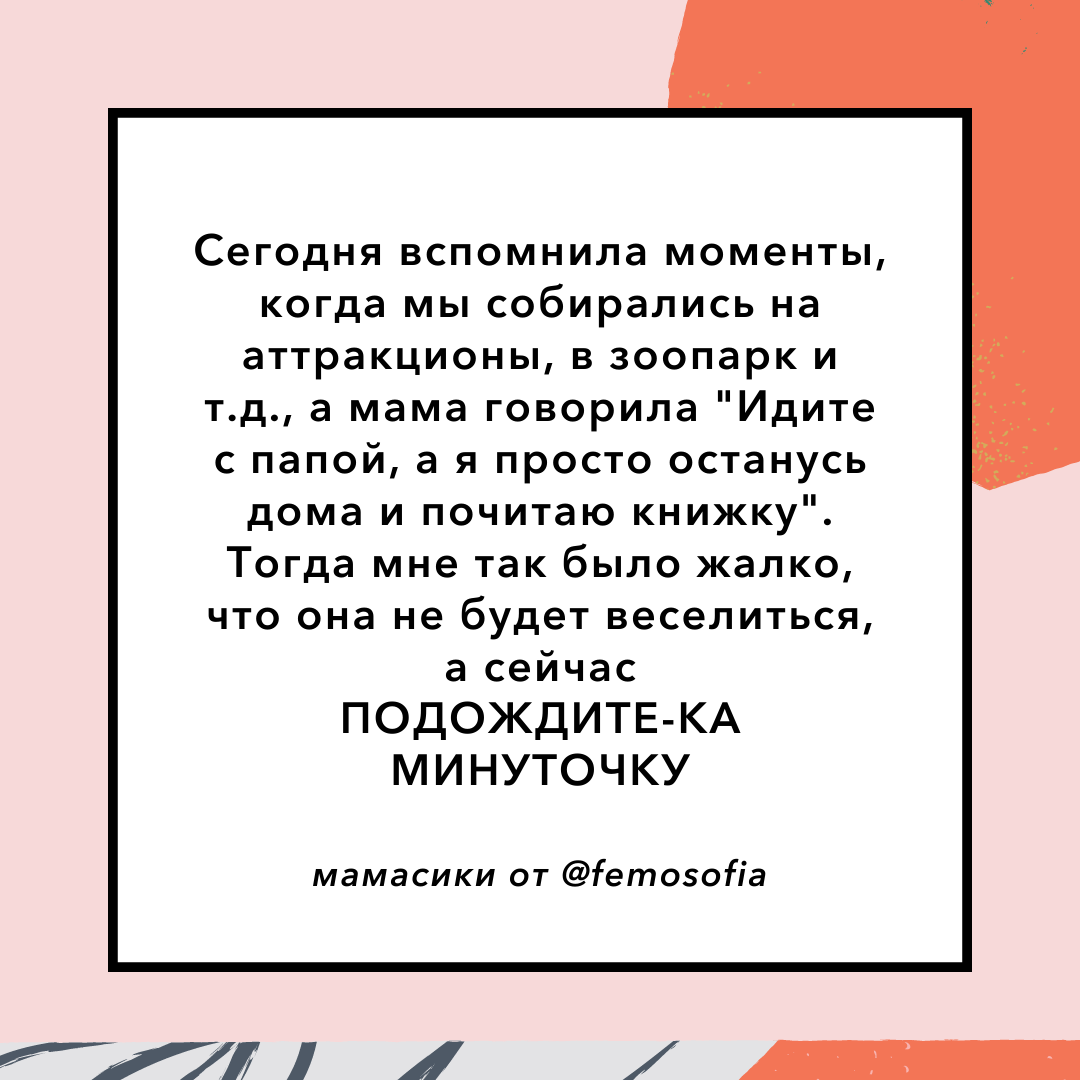 Сегодня вспомнила моменты,
когда мы собирались на
аттракционы, в зоопарк и
т.д., а мама говорила "Идите
с папой, а я просто останусь
дома и почитаю книжку".
Тогда мне так было жалко,
что она не будет веселиться,
а сейчас
ПОДОЖДИТЕ-КА
МИНУТОЧКУ
мамасики от @femosofia